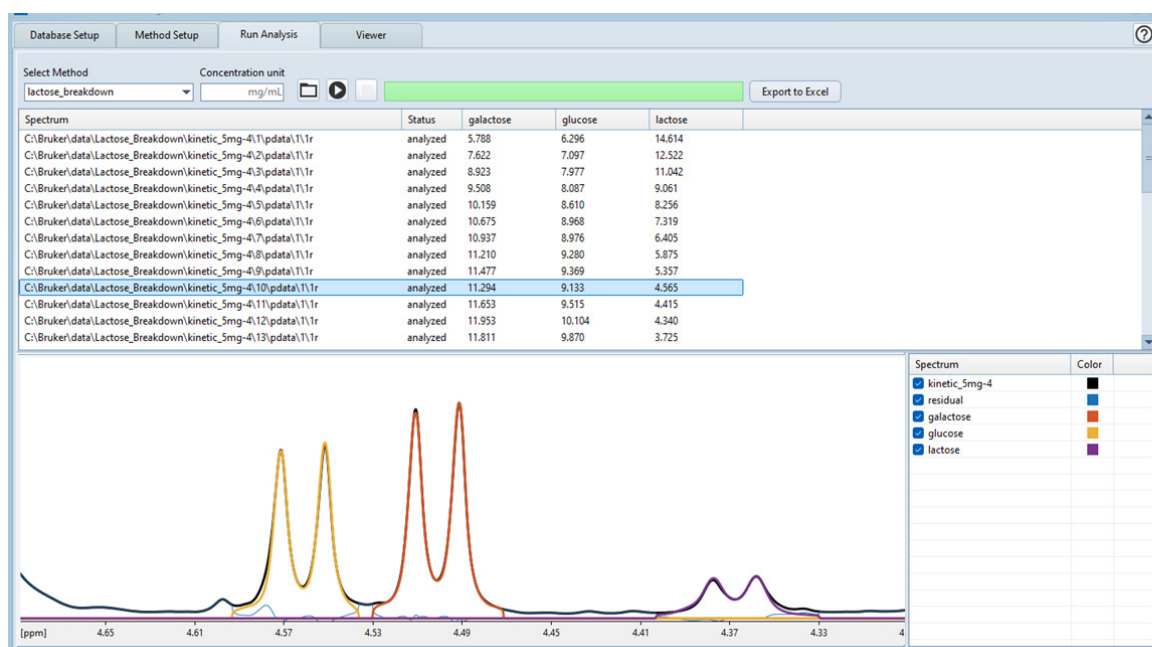 Database Setup Method Setup Run Analysis Viewer
Select Method Concentration unit
lactose_breakdown mg/mL Export to Excel
Spectrum Status galactose glucose lactose
C:\Bruker\data\Lactose_Breakdown\kinetic_5mg-4\1\pdata\1\1r analyzed 5.788 6.296 14.614
C:\Bruker\data\Lactose_Breakdown\kinetic_5mg-4\2\pdata\1\1r analyzed 7.622 7.097 12.522
C:\Bruker\data\Lactose_Breakdown\kinetic_5mg-4\3\pdata\1\1r analyzed 8.923 7.977 11.042
C:\Bruker\data\Lactose_Breakdown\kinetic_5mg-4\4\pdata\1\1r analyzed 9.508 8.087 9.061
C:\Bruker\data\Lactose_Breakdown\kinetic_5mg-4\5\pdata\1\1r analyzed 10.159 8.610 8.256
C:\Bruker\data\Lactose_Breakdown\kinetic_5mg-4\6\pdata\1\1r analyzed 10.675 8.968 7.319
C:\Bruker\data\Lactose_Breakdown\kinetic_5mg-4\7\pdata\1\1r analyzed 10.937 8.976 6.405
C:\Bruker\data\Lactose_Breakdown\kinetic_5mg-4\8\pdata\1\1r analyzed 11.210 9.280 5.875
C:\Bruker\data\Lactose_Breakdown\kinetic_5mg-4\9\pdata\1\1r analyzed 11.477 9.369 5.357
C:\Bruker\data\Lactose_Breakdown\kinetic_5mg-4\10\pdata\1\1r analyzed 11.294 9.133 4.565
C:\Bruker\data\Lactose_Breakdown\kinetic_5mg-4\11\pdata\1\1r analyzed 11.653 9.515 4.415
C:\Bruker\data\Lactose_Breakdown\kinetic_5mg-4\12\pdata\1\1r analyzed 11.953 10.104 4.340
C:\Bruker\data\Lactose_Breakdown\kinetic_5mg-4\13\pdata\1\1r analyzed 11.811 9.870 3.725
Spectrum Color
kinetic_5mg-4
residual
galactose
glucose
lactose
[ppm] 4.65 4.61 4.57 4.53 4.49 4.45 4.41 4.37 4.33 4